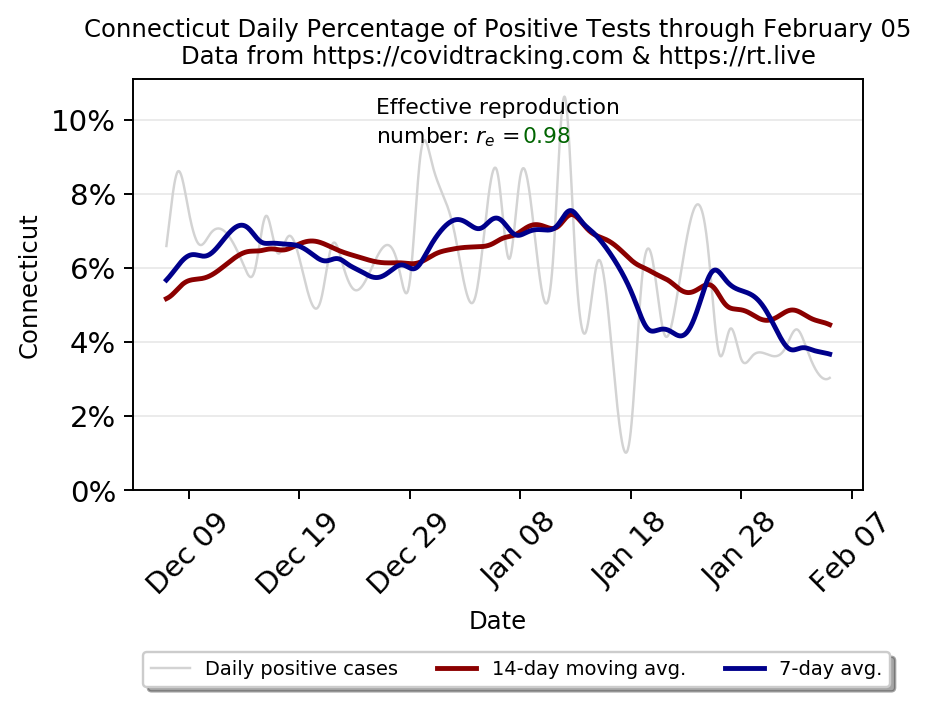 Connecticut Daily Percentage of Positive Tests through February 05
Data from https://covidtracking.com & https://rt.live
Effective reproduction
number: rₑ =0.98
10%
8%
6%
4%
2%
0%
Connecticut
Dec 09
Dec 19
Dec 29
Jan 08
Jan 18
Jan 28
Feb 07
Date
Daily positive cases
14-day moving avg.
7-day avg.